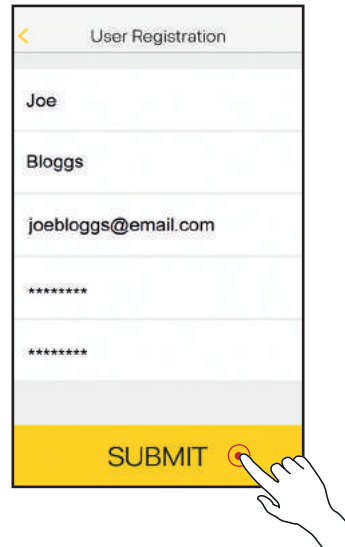 User Registration
Joe
Bloggs
joebloggs@email.com
********
********
SUBMIT